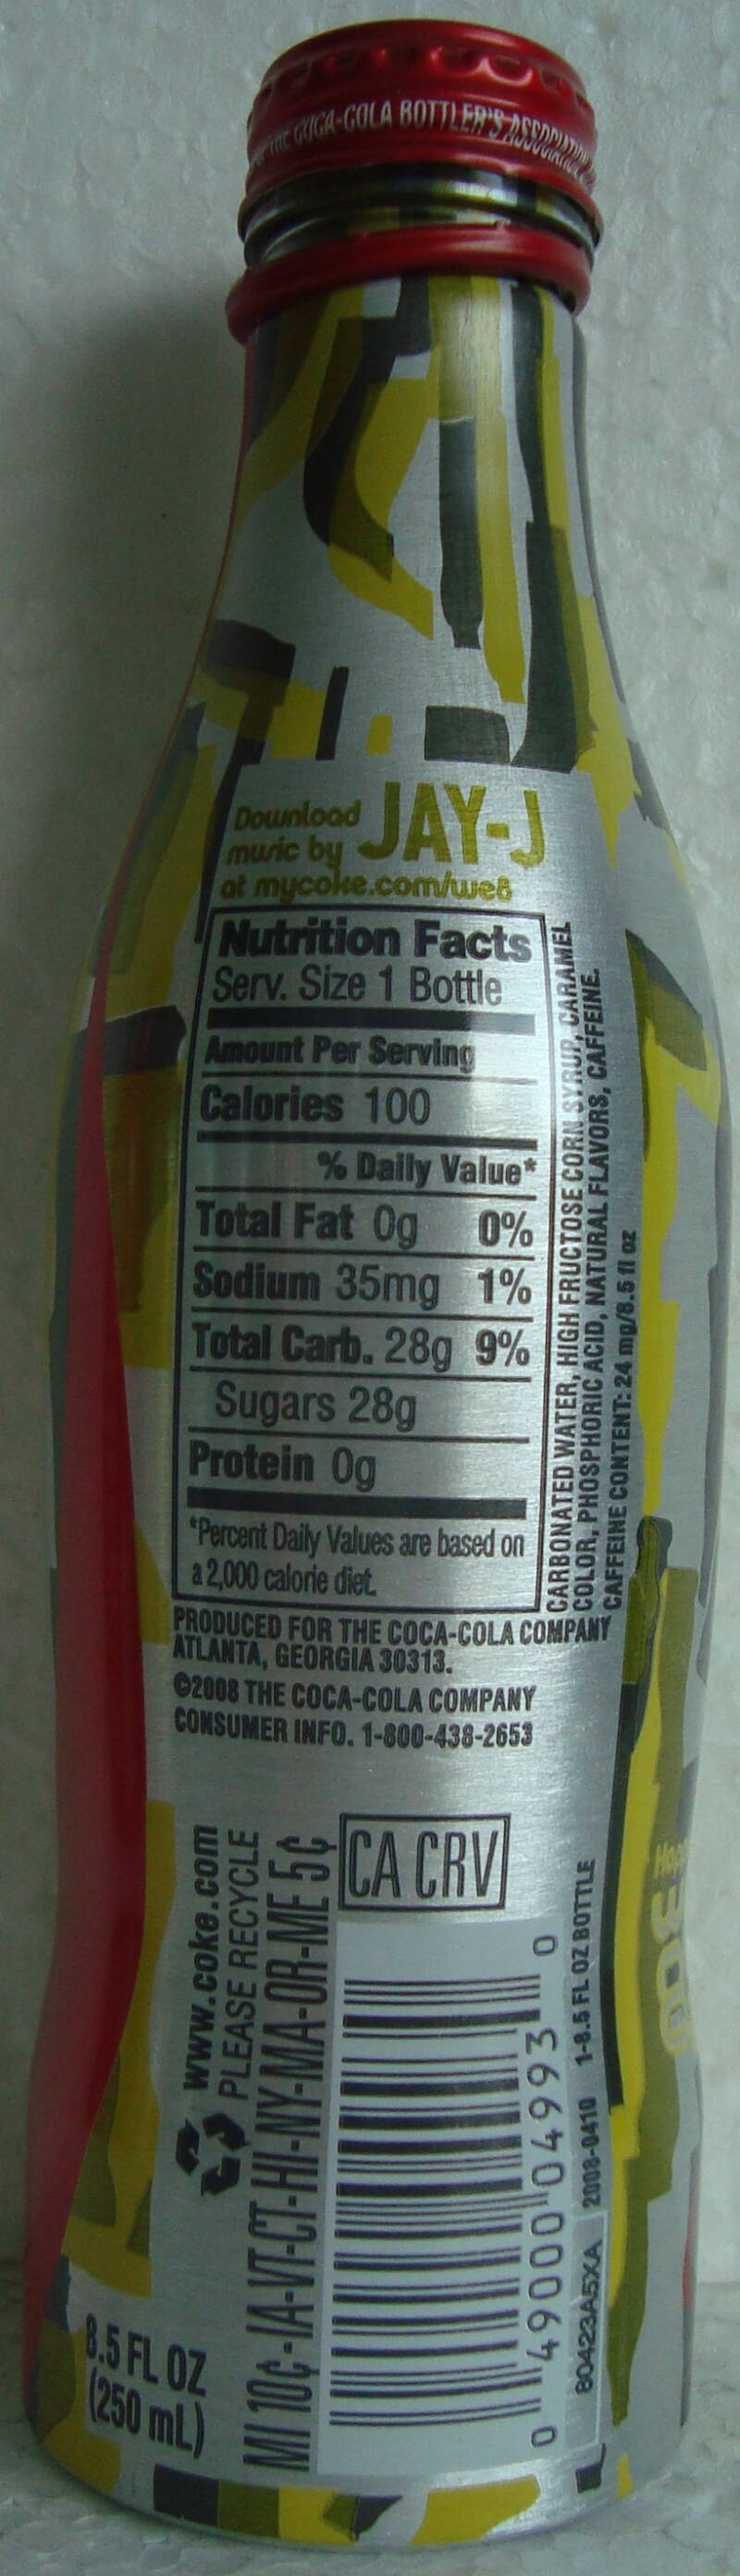 THE COCA-COLA BOTTLER'S ASSOCIATION
Download
music by JAY-J
at mycoke.com/we8
Nutrition Facts
Serv. Size 1 Bottle
Amount Per Serving
Calories 100
% Daily Value*
Total Fat 0g 0%
Sodium 35mg 1%
Total Carb. 28g 9%
Sugars 28g
Protein 0g
*Percent Daily Values are based on
a 2,000 calorie diet.
CARBONATED WATER, HIGH FRUCTOSE CORN SYRUP, CARAMEL
COLOR, PHOSPHORIC ACID, NATURAL FLAVORS, CAFFEINE.
CAFFEINE CONTENT: 24 mg/8.5 fl oz
PRODUCED FOR THE COCA-COLA COMPANY
ATLANTA, GEORGIA 30313.
©2008 THE COCA-COLA COMPANY
CONSUMER INFO. 1-800-438-2653
www.coke.com
PLEASE RECYCLE
MI 10¢-IA-VT-CT-HI-NY-MA-OR-ME 5¢
CA CRV
0 49000 04993 0
80423A5XA 2008-0410 1-8.5 FL OZ BOTTLE
8.5 FL OZ
(250 mL)
300